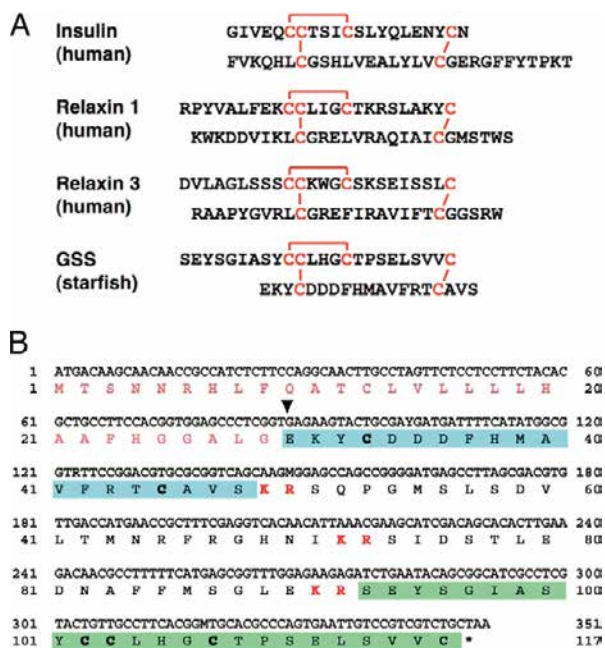 A
Insulin
(human)
GIVEQCCTSICSLYQLENYCN
FVKQHLCGSHLVEALYLVCGERGFFYTPKT
Relaxin 1
(human)
RPYVALFEKCCLIGCTKRSLAKYC
KWKDDVIKLCGRELVRAQIAICGMSTWS
Relaxin 3
(human)
DVLAGLSSSCCKWGCSKSEISSLC
RAAPYGVRLCGREFIRAVIFTCGGSRW
GSS
(starfish)
SEYSGIASYCCLHGCTPSELSVVC
EKYCDDDFHMAVFRTCAVS
B
1 ATGACAAGCAACAACCGCCATCTCTTCCAGGCAACTTGCCTAGTTCTCCTCCTTCTACAC 60
1 M T S N N R H L F Q A T C L V L L L L H 20
61 GCTGCCTTCCACGGTGGAGCCCTCGGTGAGAAGTACTGCGAYGATGATTTTCATATGGCG 120
21 A A F H G G A L G E K Y C D D D F H M A 40
121 GTRTTCCGGACGTGCGCGGTCAGCAAGMGGAGCCAGCCGGGGATGAGCCTTAGCGACGTG 180
41 V F R T C A V S K R S Q P G M S L S D V 60
181 TTGACCATGAACCGCTTTCGAGGTCACAACATTAAACGAAGCATCGACAGCACACTTGAA 240
41 L T M N R F R G H N I K R S I D S T L E 80
241 GACAACGCCTTTTTCATGAGCGGTTTGGAGAAGAGATCTGAATACAGCGGCATCGCCTCG 300
81 D N A F F M S G L E K R S E Y S G I A S 100
301 TACTGTTGCCTTCACGGMTGCACGCCCAGTGAATTGTCCGTCGTCTGCTAA 351
101 Y C C L H G C T P S E L S V V C * 117